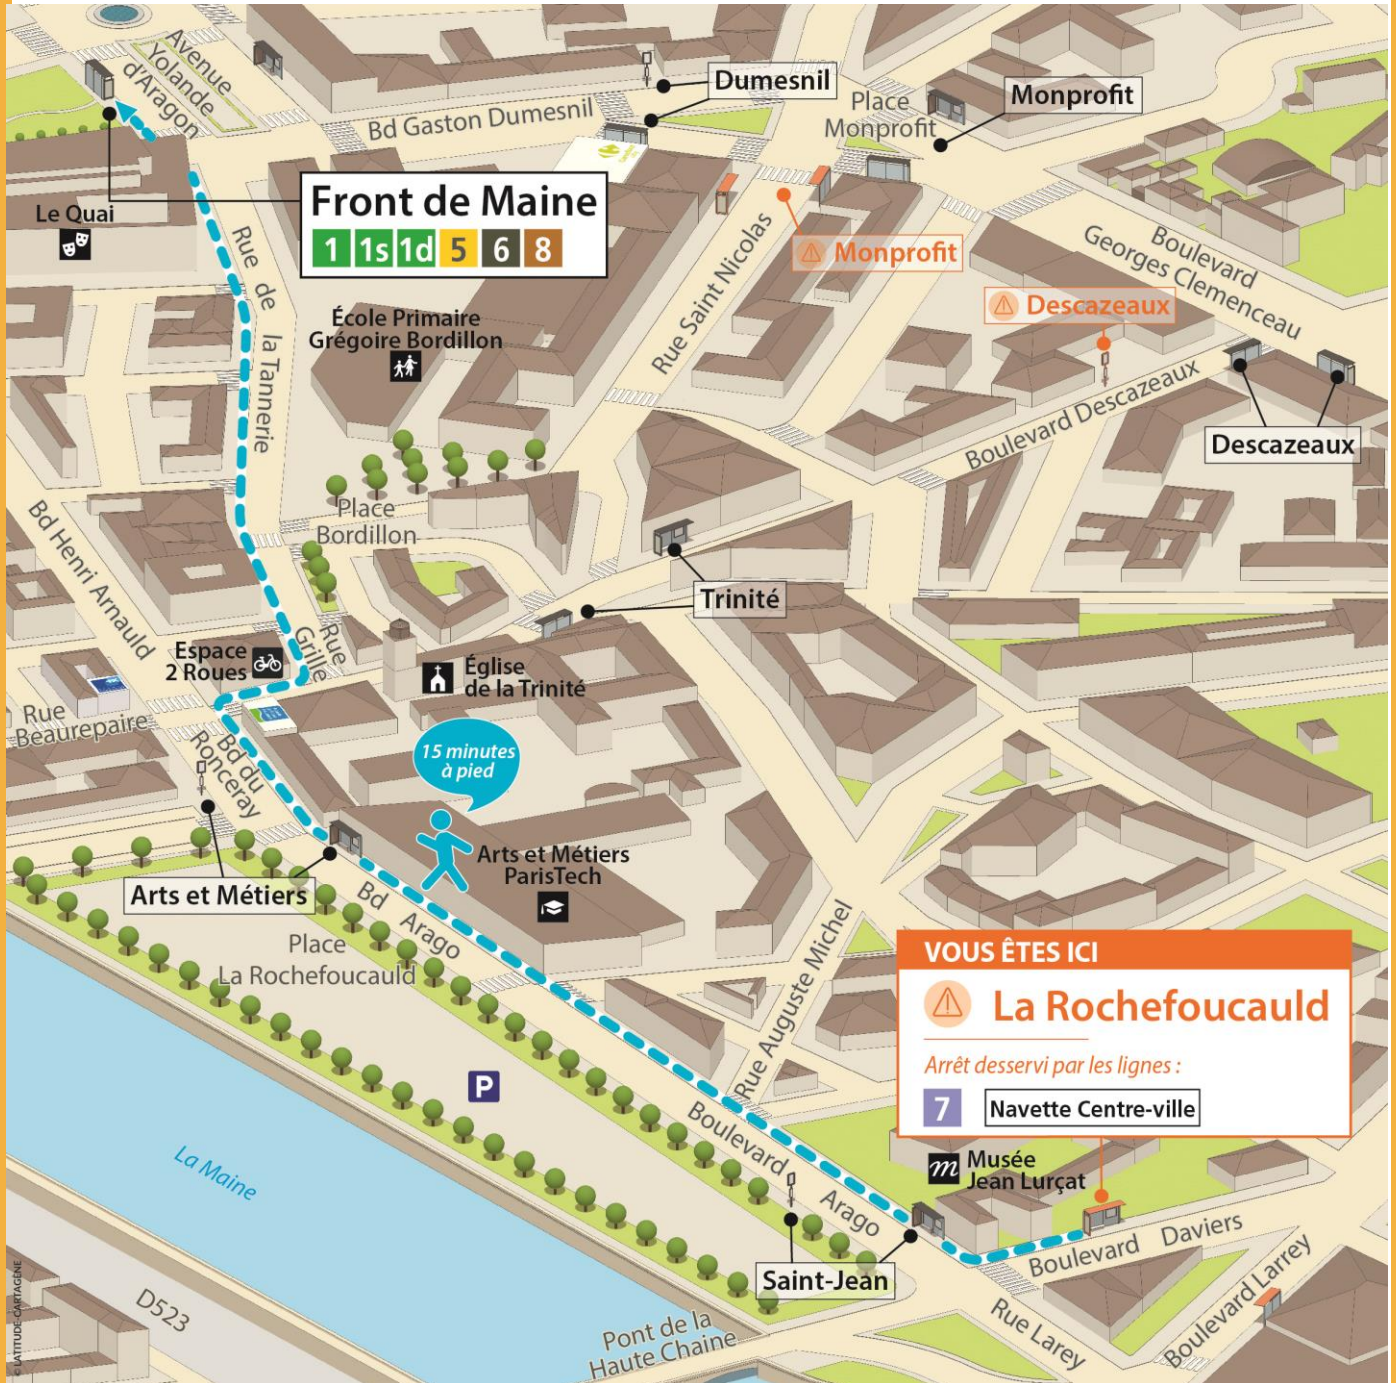 Avenue
Yolande
d'Aragon
Bd Gaston Dumesnil
Dumesnil
Place
Monprofit
Monprofit
Front de Maine
1 1s 1d 5 6 8
Le Quai
Rue de la Tannerie
École Primaire
Grégoire Bordillon
Rue Saint Nicolas
Monprofit
Descazeaux
Boulevard
Georges Clemenceau
Boulevard Descazeaux
Descazeaux
Place
Bordillon
Bd Henri Arnauld
Trinité
Rue
Grille
Espace
2 Roues
Église
de la Trinité
Rue
Beaurepaire
Bd du
Ronceray
15 minutes
à pied
Arts et Métiers
ParisTech
Arts et Métiers
Bd Arago
Place
La Rochefoucauld
Rue Auguste Michel
VOUS ÊTES ICI
La Rochefoucauld
Arrêt desservi par les lignes :
7 Navette Centre-ville
P
Boulevard Arago
m Musée
Jean Lurçat
La Maine
Saint-Jean
Boulevard Daviers
Boulevard Larrey
Rue Larey
D523
Pont de la
Haute Chaine
© LATITUDE-CARTAGÈNE